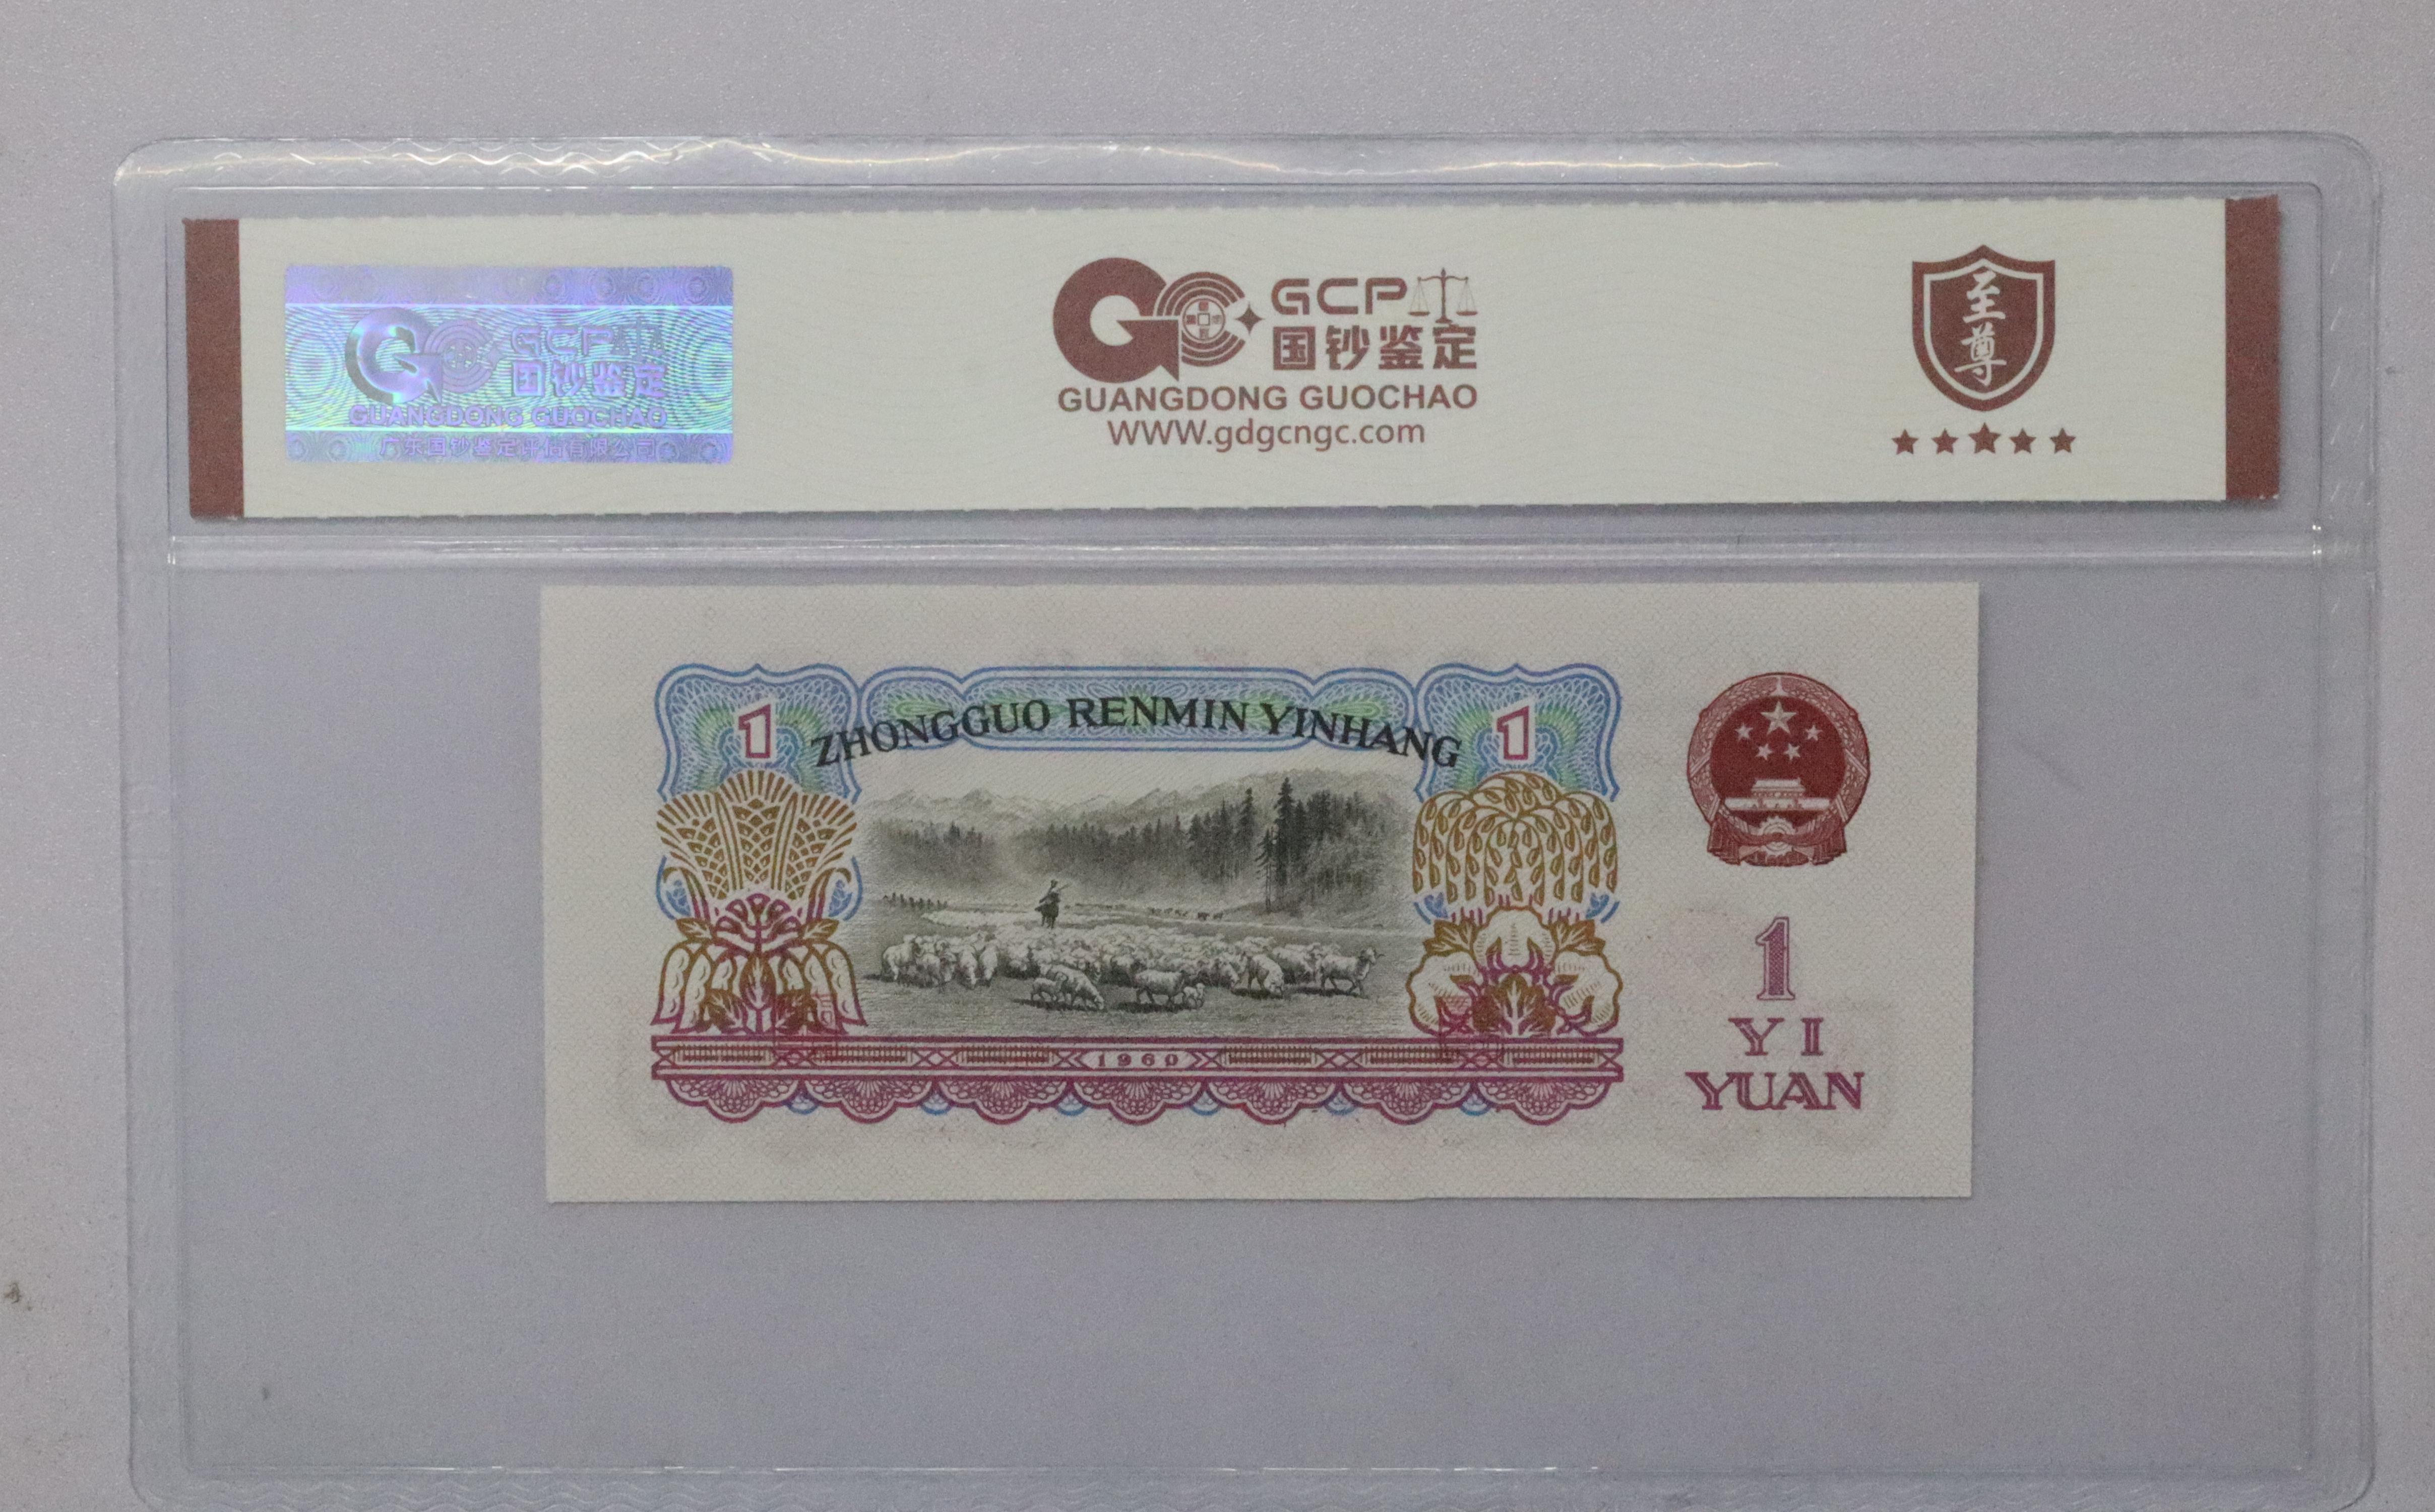 GCP
国钞鉴定
GUANGDONG GUOCHAO
广东国钞鉴定评估有限公司
GCP
国钞鉴定
GUANGDONG GUOCHAO
WWW.gdgcngc.com
至尊
1
ZHONGGUO RENMIN YINHANG
1
1960
1
YI
YUAN